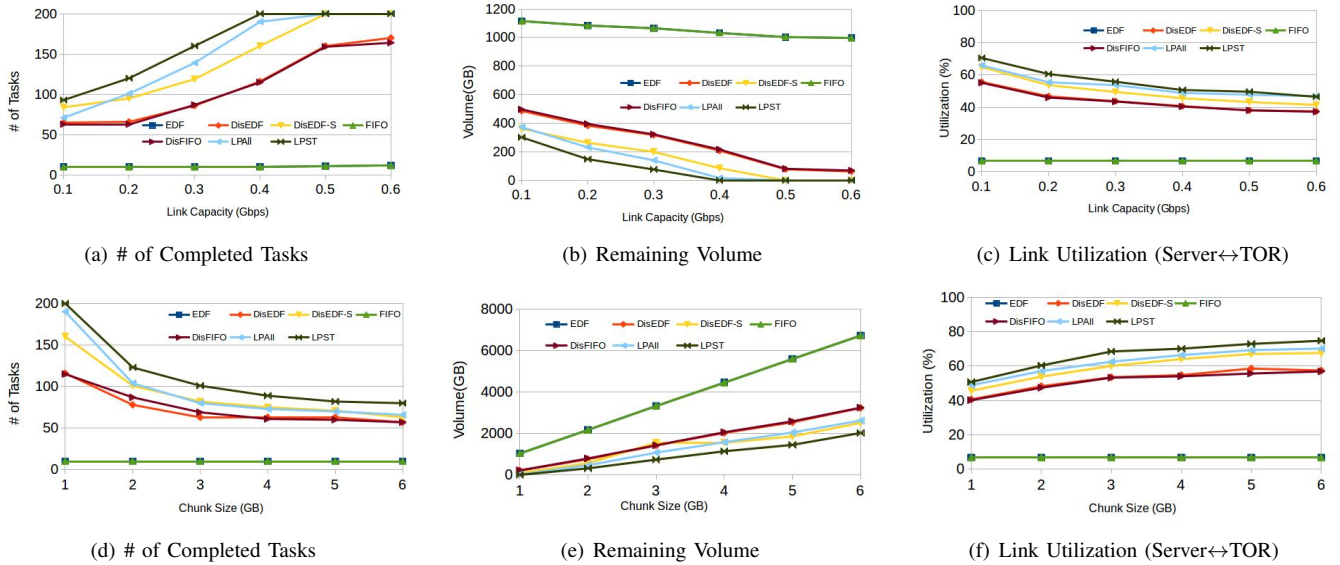 200
150
100
50
0
# of Tasks
EDF DisEDF DisEDF-S FIFO
DisFIFO LPAll LPST
0.1 0.2 0.3 0.4 0.5 0.6
Link Capacity (Gbps)
(a) # of Completed Tasks
1200
1000
800
600
400
200
0
Volume(GB)
EDF DisEDF DisEDF-S FIFO
DisFIFO LPAll LPST
0.1 0.2 0.3 0.4 0.5 0.6
Link Capacity (Gbps)
(b) Remaining Volume
100
80
60
40
20
0
Utilization (%)
EDF DisEDF DisEDF-S FIFO
DisFIFO LPAll LPST
0.1 0.2 0.3 0.4 0.5 0.6
Link Capacity (Gbps)
(c) Link Utilization (Server↔TOR)
200
150
100
50
0
# of Tasks
EDF DisEDF DisEDF-S FIFO
DisFIFO LPAll LPST
1 2 3 4 5 6
Chunk Size (GB)
(d) # of Completed Tasks
8000
6000
4000
2000
0
Volume(GB)
EDF DisEDF DisEDF-S FIFO
DisFIFO LPAll LPST
1 2 3 4 5 6
Chunk Size (GB)
(e) Remaining Volume
100
80
60
40
20
0
Utilization (%)
EDF DisEDF DisEDF-S FIFO
DisFIFO LPAll LPST
1 2 3 4 5 6
Chunk Size (GB)
(f) Link Utilization (Server↔TOR)